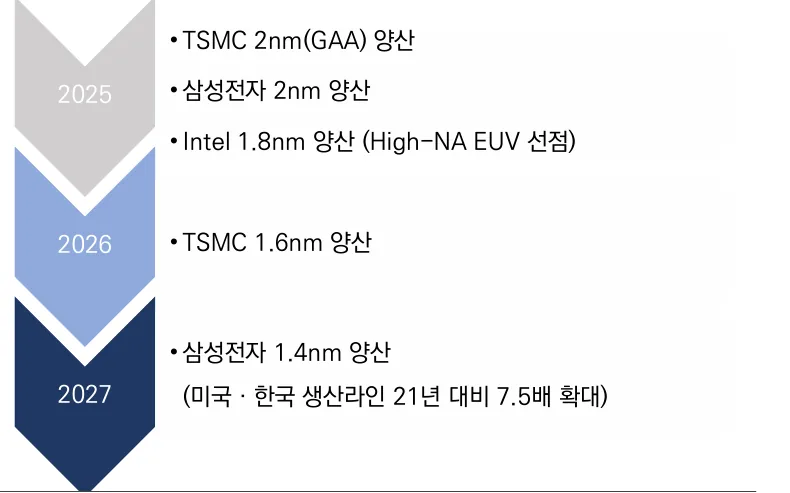 2025
• TSMC 2nm(GAA) 양산
• 삼성전자 2nm 양산
• Intel 1.8nm 양산 (High-NA EUV 선점)
2026
• TSMC 1.6nm 양산
2027
• 삼성전자 1.4nm 양산
(미국 · 한국 생산라인 21년 대비 7.5배 확대)